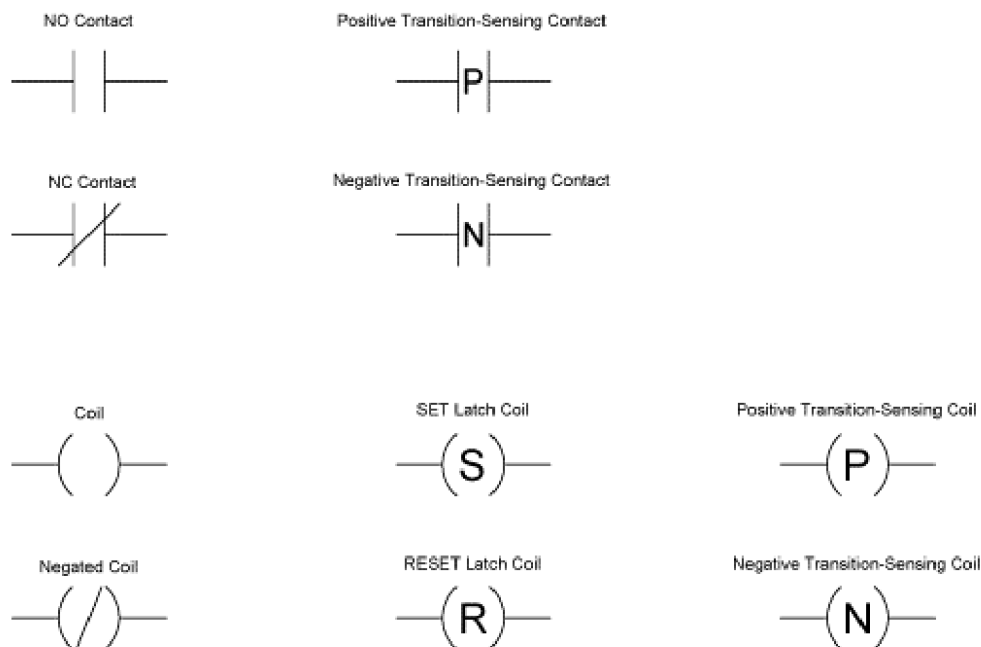 NO Contact
Positive Transition-Sensing Contact
P
NC Contact
Negative Transition-Sensing Contact
N
Coil
SET Latch Coil
Positive Transition-Sensing Coil
S
P
Negated Coil
RESET Latch Coil
Negative Transition-Sensing Coil
R
N